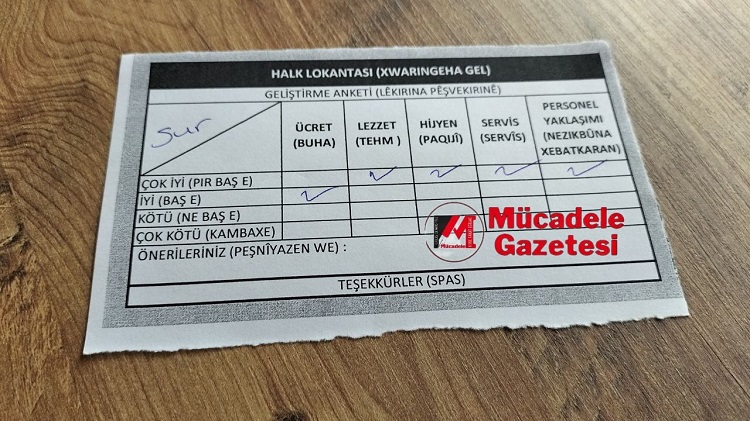 HALK LOKANTASI (XWARINGEHA GEL)
GELİŞTİRME ANKETİ (LÊKIRINA PÊŞVEKIRINÊ)
Sur
ÜCRET
(BUHA)
LEZZET
(TEHM )
HİJYEN
(PAQIJÎ)
SERVİS
(SERVÎS)
PERSONEL
YAKLAŞIMI
(NEZIKBÛNA
XEBATKARAN)
ÇOK İYİ (PIR BAŞ E)
İYİ (BAŞ E)
KÖTÜ (NE BAŞ E)
ÇOK KÖTÜ (KAMBAXE)
ÖNERİLERİNİZ (PEŞNÎYAZEN WE) :
TEŞEKKÜRLER (SPAS)
Mücadele
Mücadele
Gazetesi